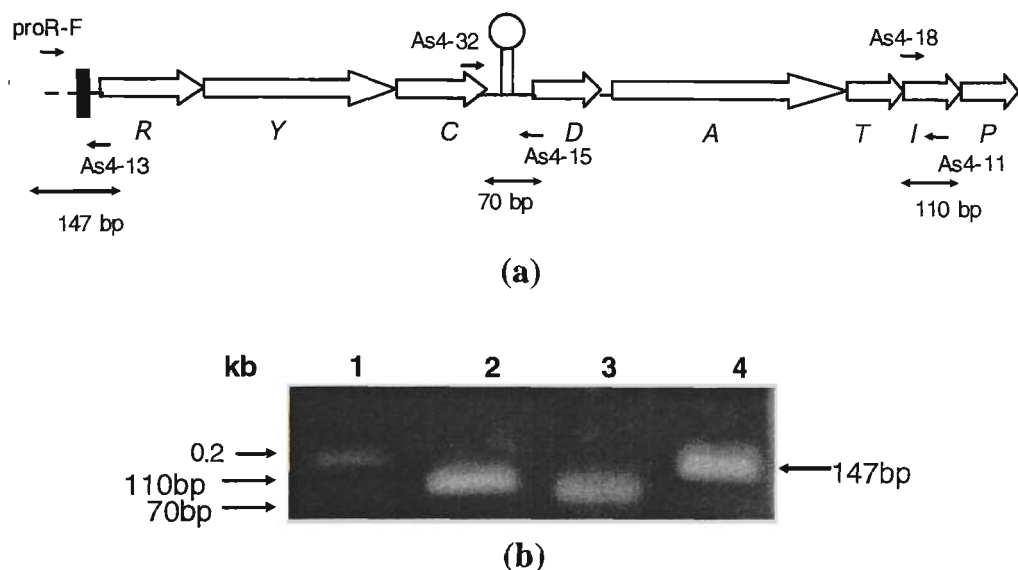 proR-F
As4-32
As4-18
R Y C D A T I P
As4-13
As4-15
As4-11
147 bp
70 bp
110 bp
(a)
kb 1 2 3 4
0.2
110bp
70bp
147bp
(b)